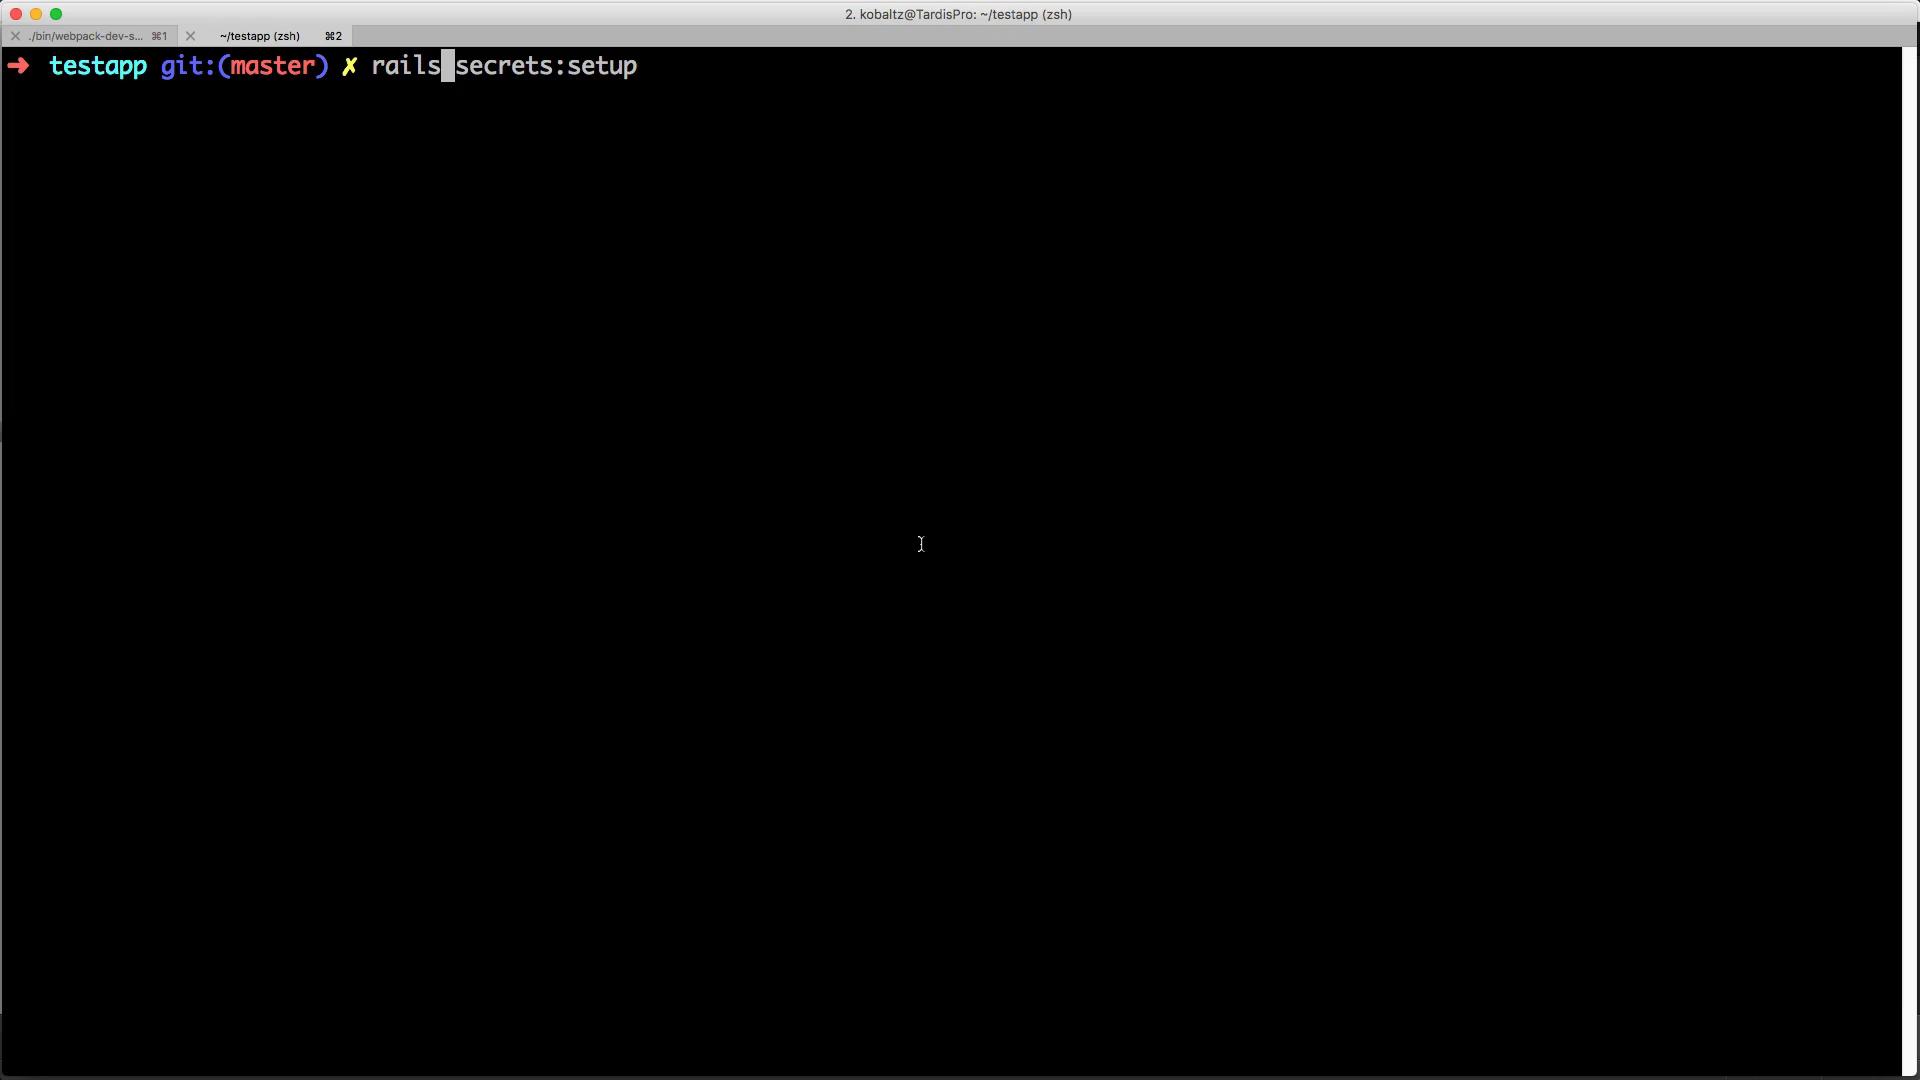 2. kobaltz@TardisPro: ~/testapp (zsh)
./bin/webpack-dev-s... ⌘1 ~/testapp (zsh) ⌘2
➜ testapp git:(master) ✗ rails secrets:setup